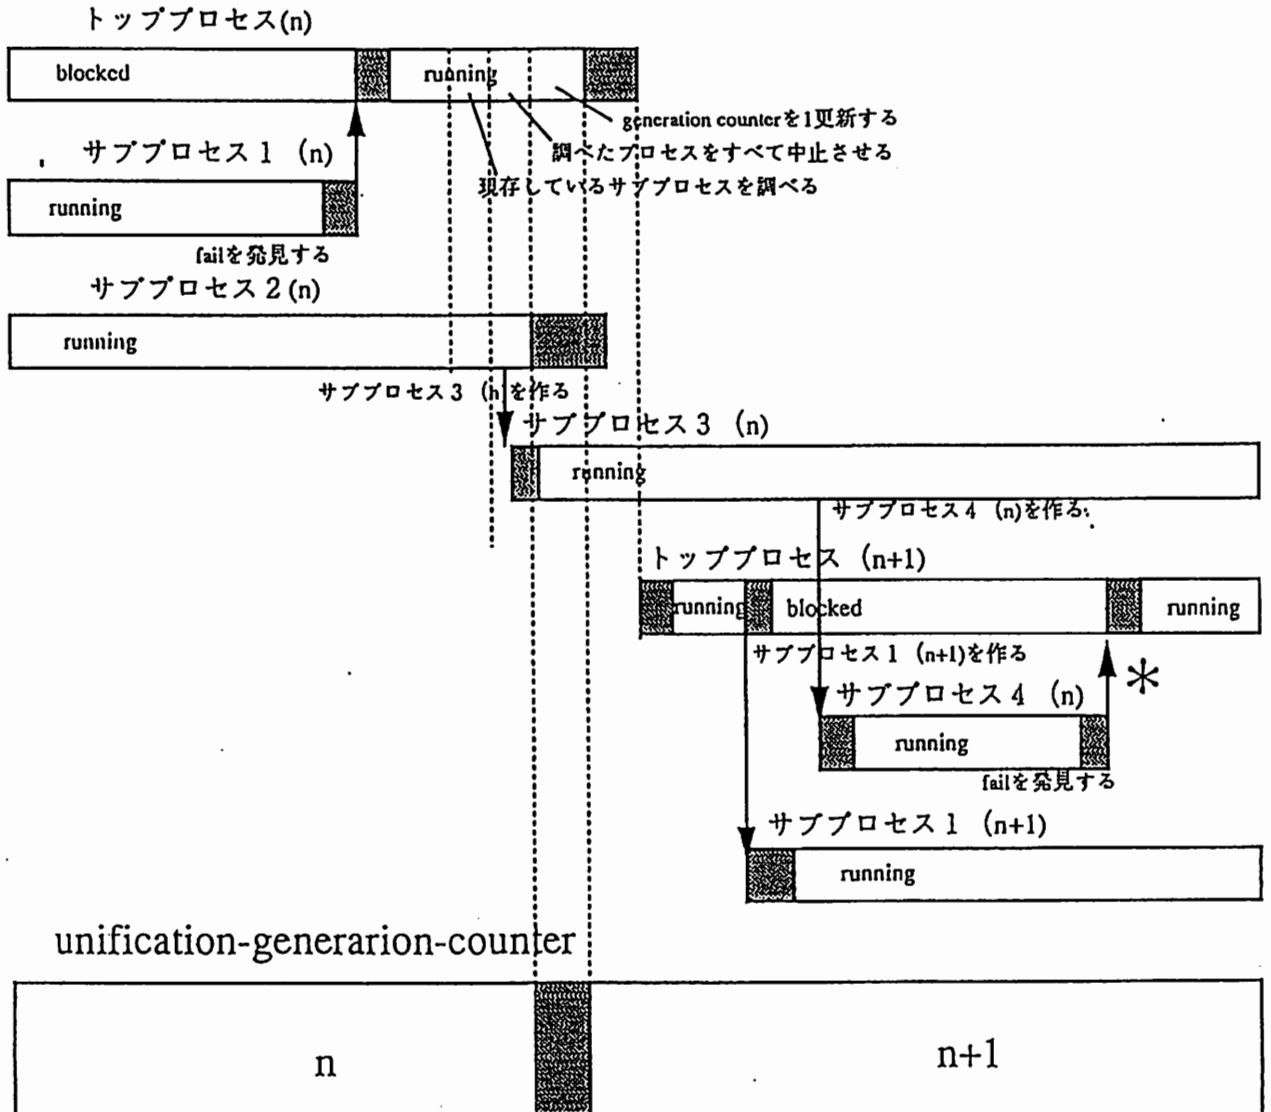 トッププロセス(n)
blocked
running
generation counterを1更新する
調べたプロセスをすべて中止させる
現存しているサブプロセスを調べる
サブプロセス1 (n)
running
failを発見する
サブプロセス2(n)
running
サブプロセス3 (n)を作る
サブプロセス3 (n)
running
サブプロセス4 (n)を作る
トッププロセス (n+1)
running
blocked
running
サブプロセス1 (n+1)を作る
*
サブプロセス4 (n)
running
failを発見する
サブプロセス1 (n+1)
running
unification-generarion-counter
n
n+1